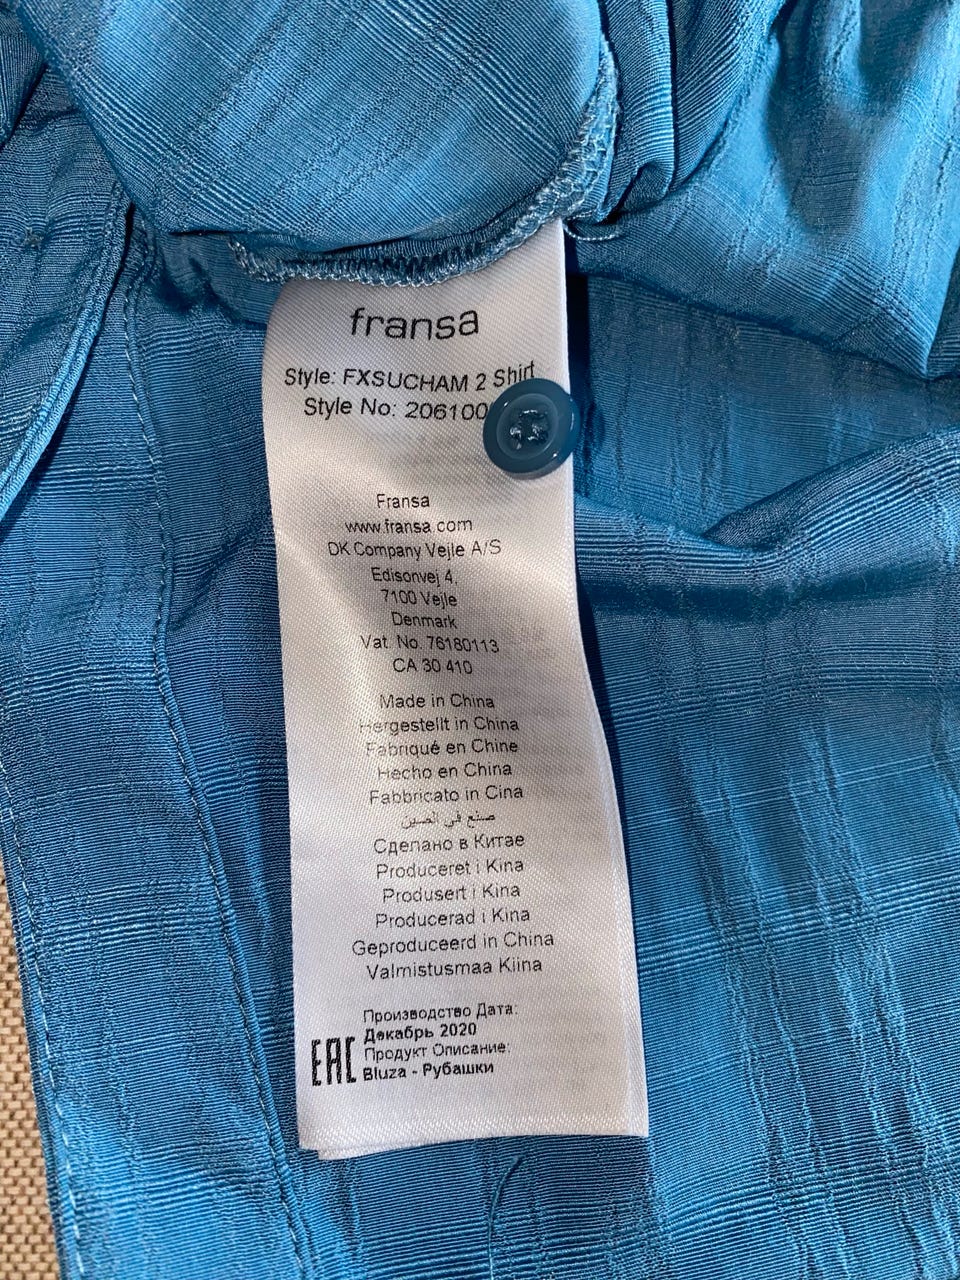 fransa
Style: FXSUCHAM 2 Shirt
Style No: 206100
Fransa
www.fransa.com
DK Company Vejle A/S
Edisonvej 4,
7100 Vejle
Denmark
Vat. No. 76180113
CA 30 410
Made in China
Hergestellt in China
Fabriqué en Chine
Hecho en China
Fabbricato in Cina
صنع في الصين
Сделано в Китае
Produceret i Kina
Produsert i Kina
Producerad i Kina
Geproduceerd in China
Valmistusmaa Kiina
Производство Дата:
Декабрь 2020
EAC
Продукт Описание:
Bluza - Рубашки